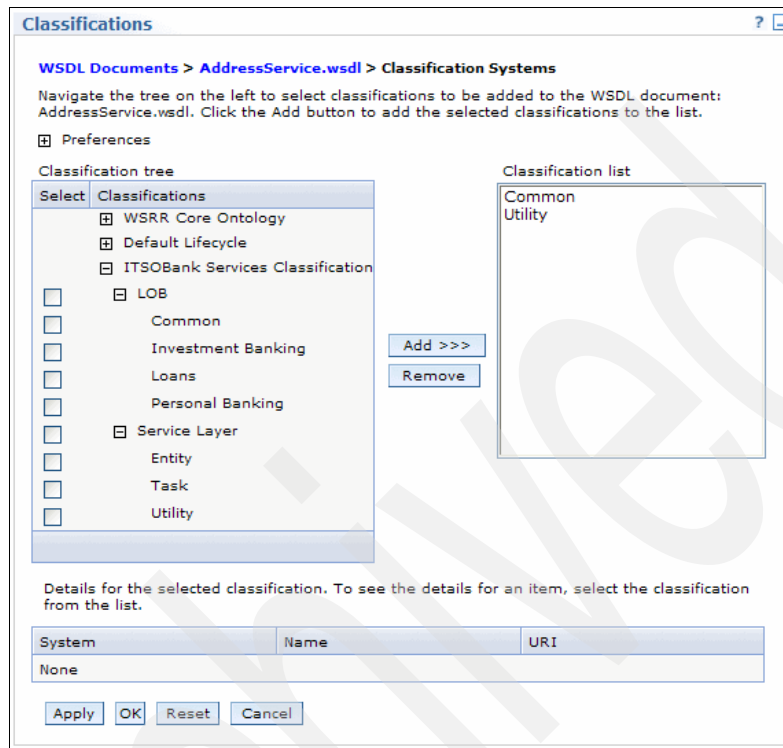 Classifications ?
WSDL Documents > AddressService.wsdl > Classification Systems
Navigate the tree on the left to select classifications to be added to the WSDL document:
AddressService.wsdl. Click the Add button to add the selected classifications to the list.
Preferences
Classification tree
Select Classifications
WSRR Core Ontology
Default Lifecycle
ITSOBank Services Classification
LOB
Common
Investment Banking
Loans
Personal Banking
Service Layer
Entity
Task
Utility
Add >>>
Remove
Classification list
Common
Utility
Details for the selected classification. To see the details for an item, select the classification
from the list.
System Name URI
None
Apply OK Reset Cancel